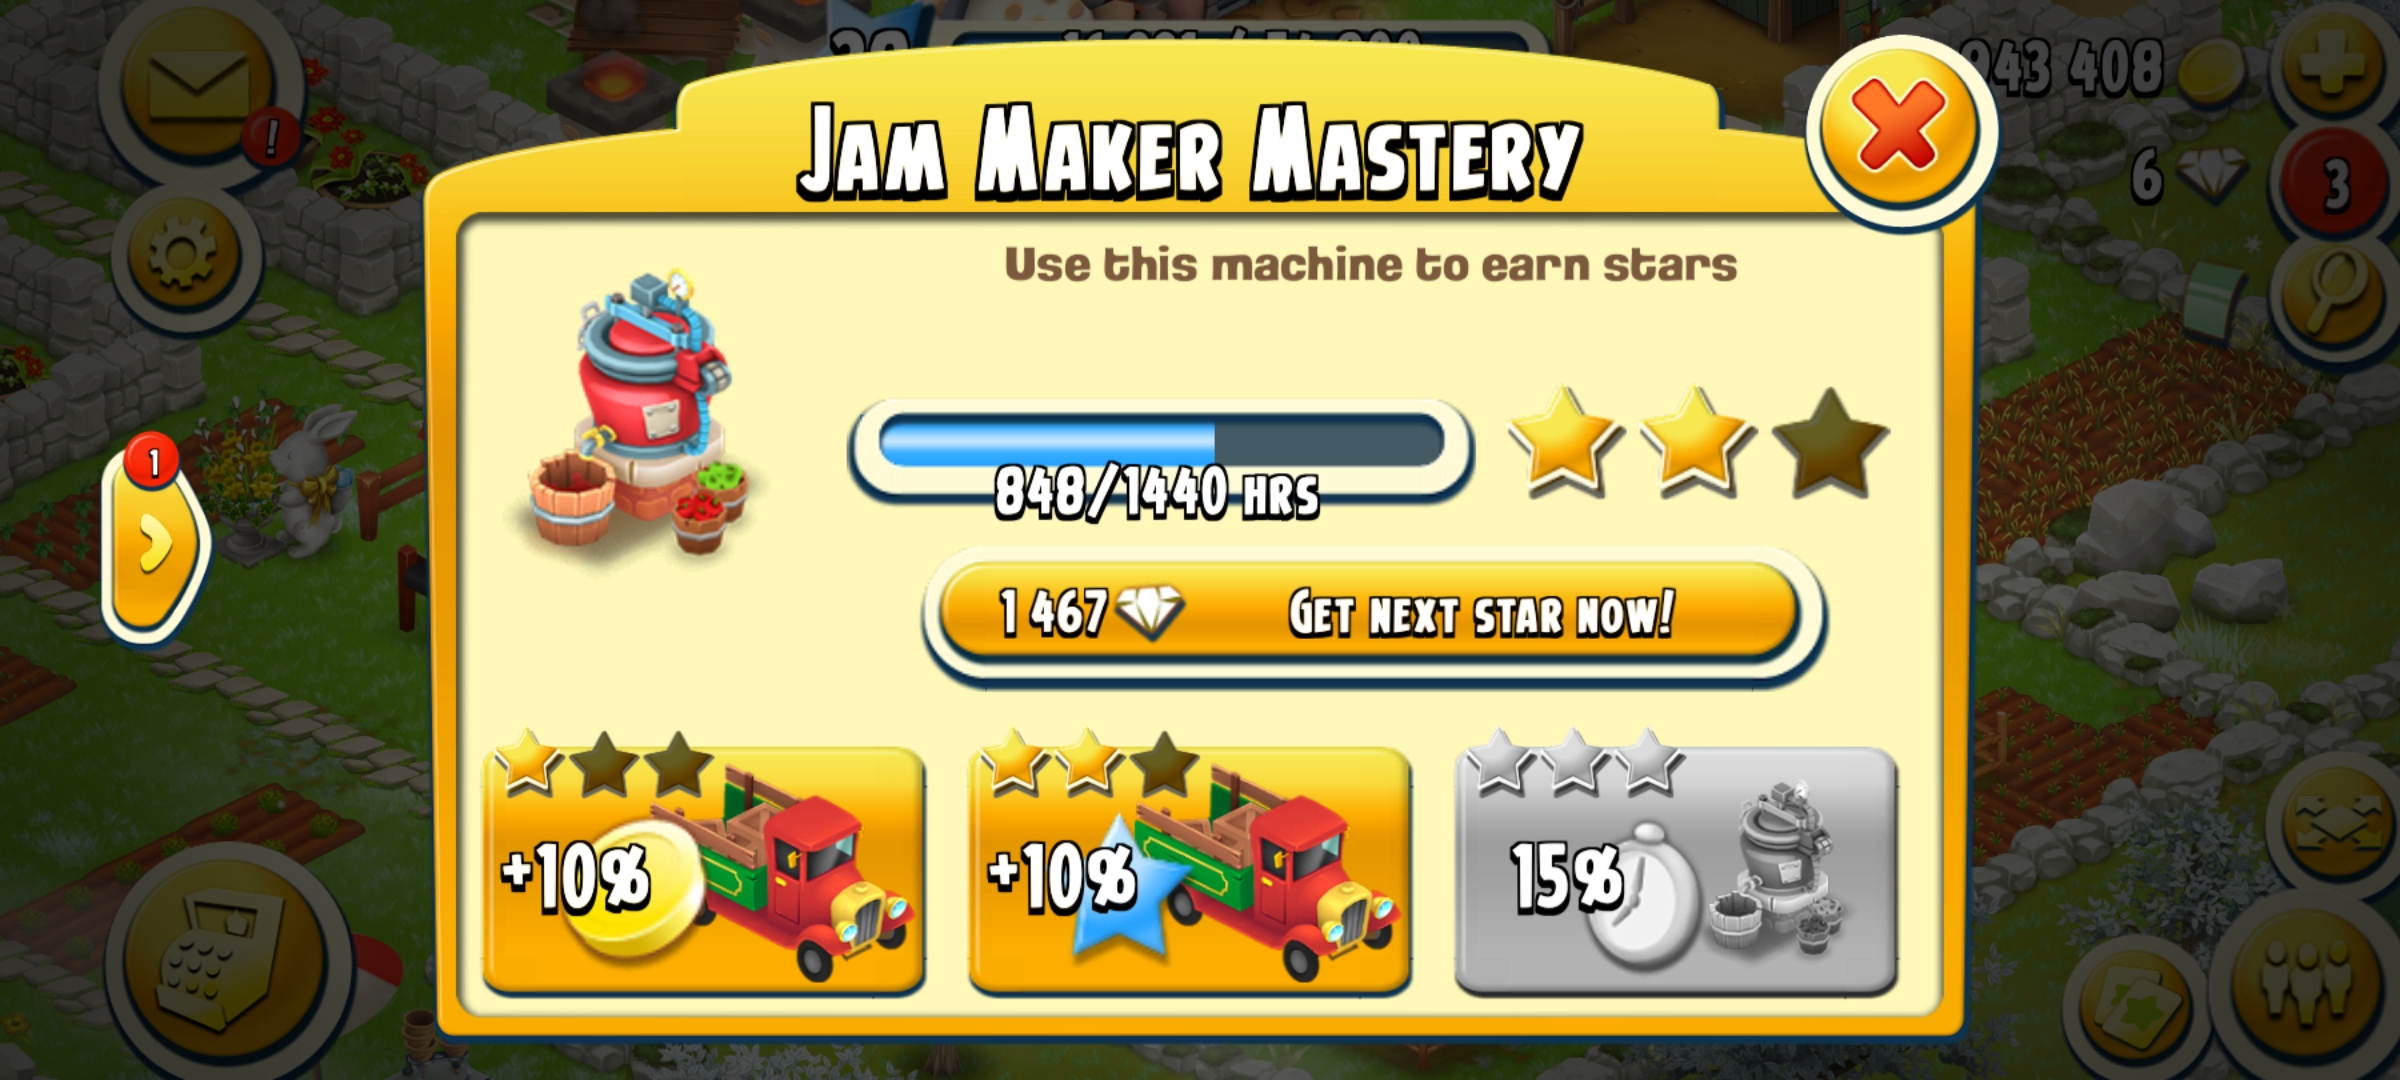 Jam Maker Mastery
943 408
!
6
3
Use this machine to earn stars
1
848/1440 hrs
1 467 Get next star now!
+10%
+10%
15%